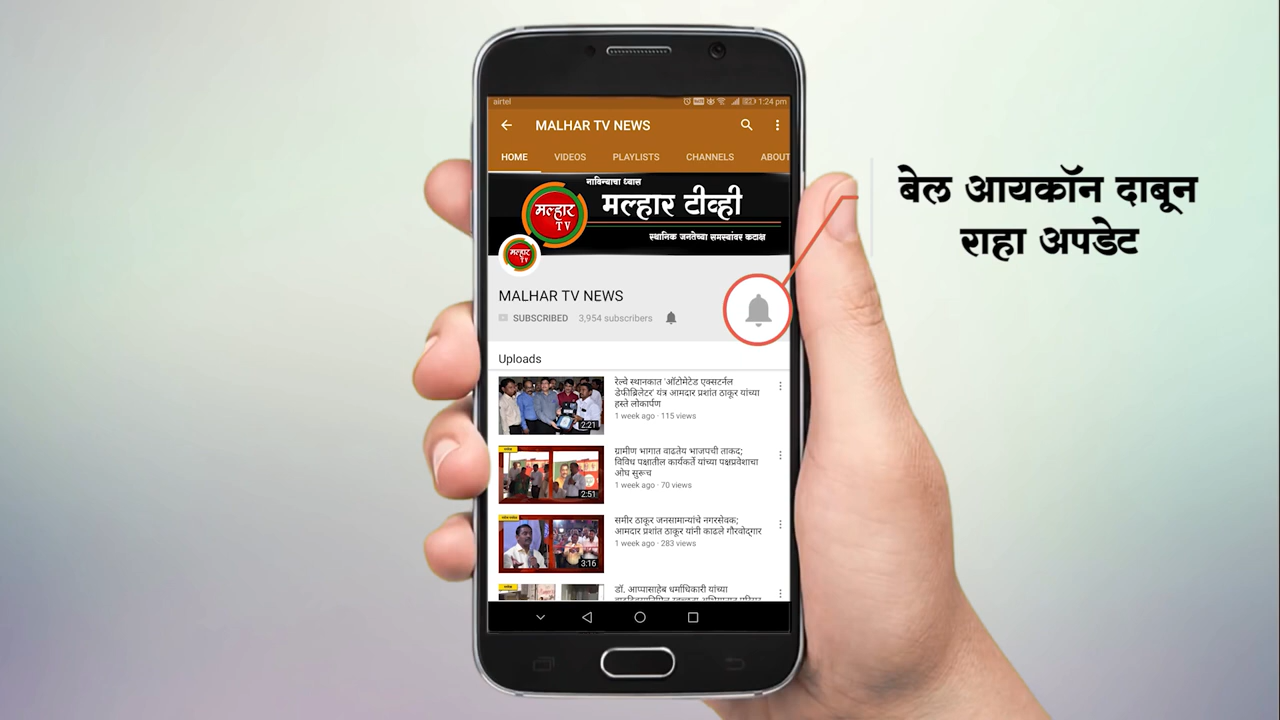 airtel 1:24 pm
MALHAR TV NEWS
HOME VIDEOS PLAYLISTS CHANNELS ABOUT
नाविन्याचा ध्यास
मल्हार टीव्ही
मल्हार
TV
स्थानिक जनतेच्या समस्यांवर कटाक्ष
मल्हार
TV
MALHAR TV NEWS
SUBSCRIBED 3,954 subscribers
Uploads
रेल्वे स्थानकात 'ऑटोमेटेड एक्सटर्नल
डेफीब्रिलेटर' यंत्र आमदार प्रशांत ठाकूर यांच्या
हस्ते लोकार्पण
1 week ago · 115 views
2:21
ग्रामीण भागात वाढतेय भाजपची ताकद;
विविध पक्षातील कार्यकर्ते यांच्या पक्षप्रवेशाचा
ओघ सुरूच
1 week ago · 70 views
2:51
समीर ठाकूर जनसामान्यांचे नगरसेवक;
आमदार प्रशांत ठाकूर यांनी काढले गौरवोद्गार
1 week ago · 283 views
3:16
डॉ. आप्पासाहेब धर्माधिकारी यांच्या
बेल आयकॉन दाबून
राहा अपडेट